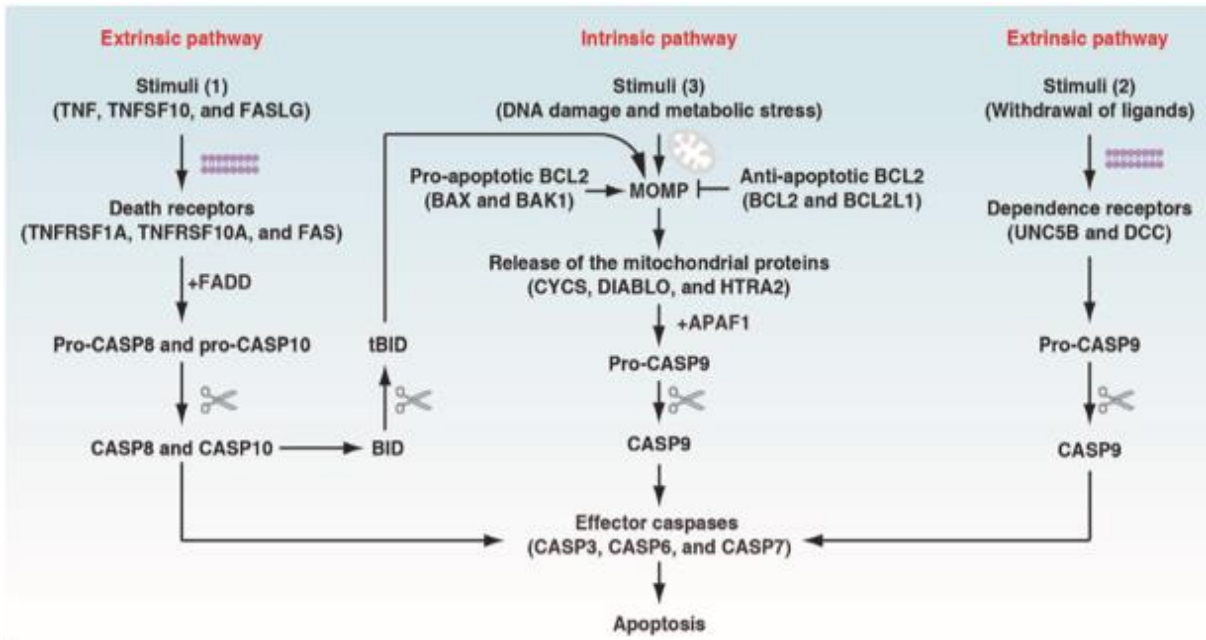 Extrinsic pathway
Stimuli (1)
(TNF, TNFSF10, and FASLG)
Death receptors
(TNFRSF1A, TNFRSF10A, and FAS)
+FADD
Pro-CASP8 and pro-CASP10
CASP8 and CASP10
BID
tBID
Intrinsic pathway
Stimuli (3)
(DNA damage and metabolic stress)
Pro-apoptotic BCL2
(BAX and BAK1)
MOMP
Anti-apoptotic BCL2
(BCL2 and BCL2L1)
Release of the mitochondrial proteins
(CYCS, DIABLO, and HTRA2)
+APAF1
Pro-CASP9
CASP9
Extrinsic pathway
Stimuli (2)
(Withdrawal of ligands)
Dependence receptors
(UNC5B and DCC)
Pro-CASP9
CASP9
Effector caspases
(CASP3, CASP6, and CASP7)
Apoptosis